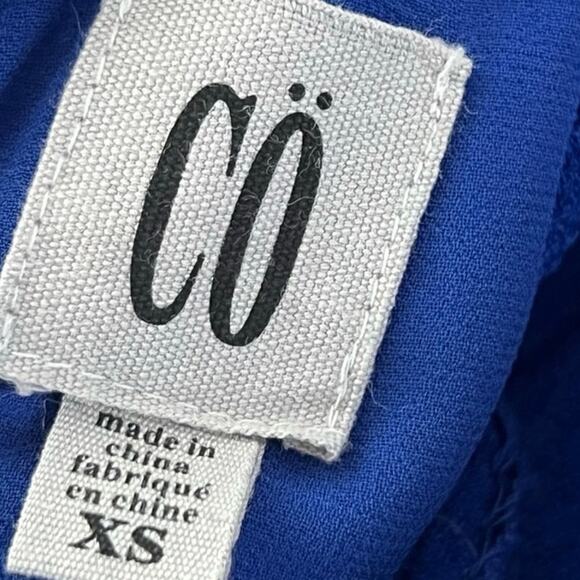 CÖ
made in
china
fabriqué
en chine
XS